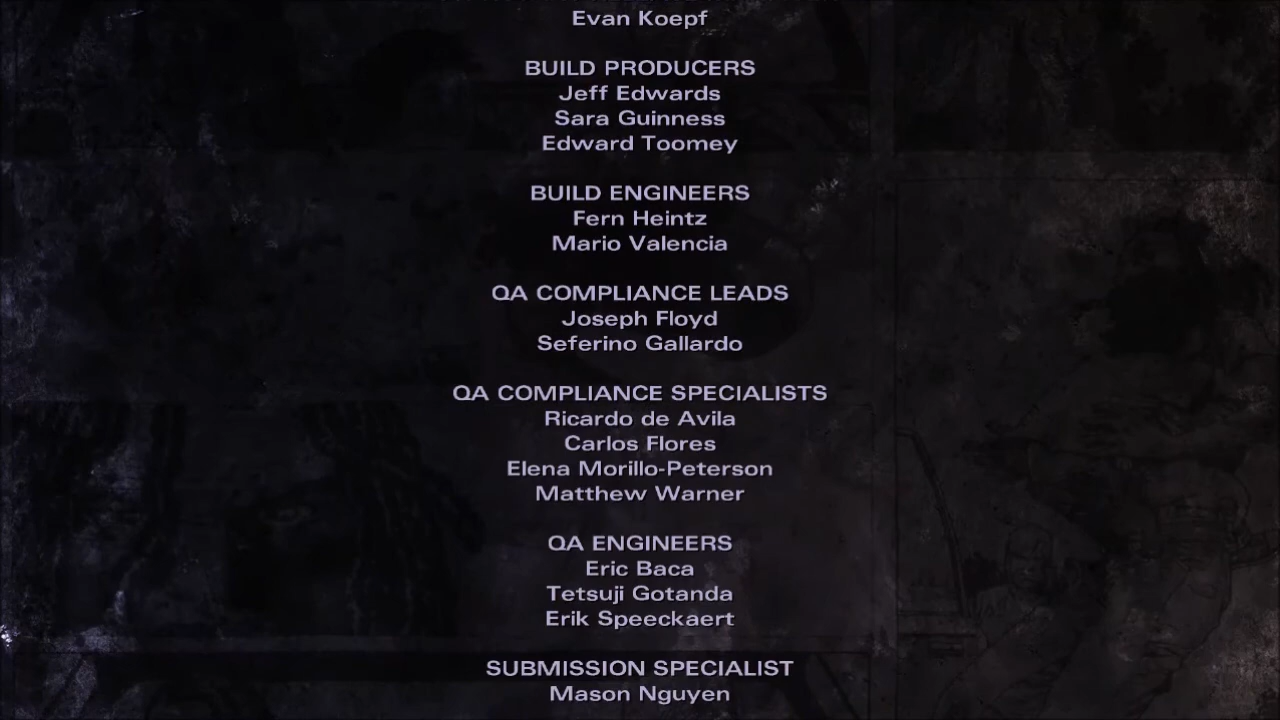 Evan Koepf
BUILD PRODUCERS
Jeff Edwards
Sara Guinness
Edward Toomey
BUILD ENGINEERS
Fern Heintz
Mario Valencia
QA COMPLIANCE LEADS
Joseph Floyd
Seferino Gallardo
QA COMPLIANCE SPECIALISTS
Ricardo de Avila
Carlos Flores
Elena Morillo-Peterson
Matthew Warner
QA ENGINEERS
Eric Baca
Tetsuji Gotanda
Erik Speeckaert
SUBMISSION SPECIALIST
Mason Nguyen